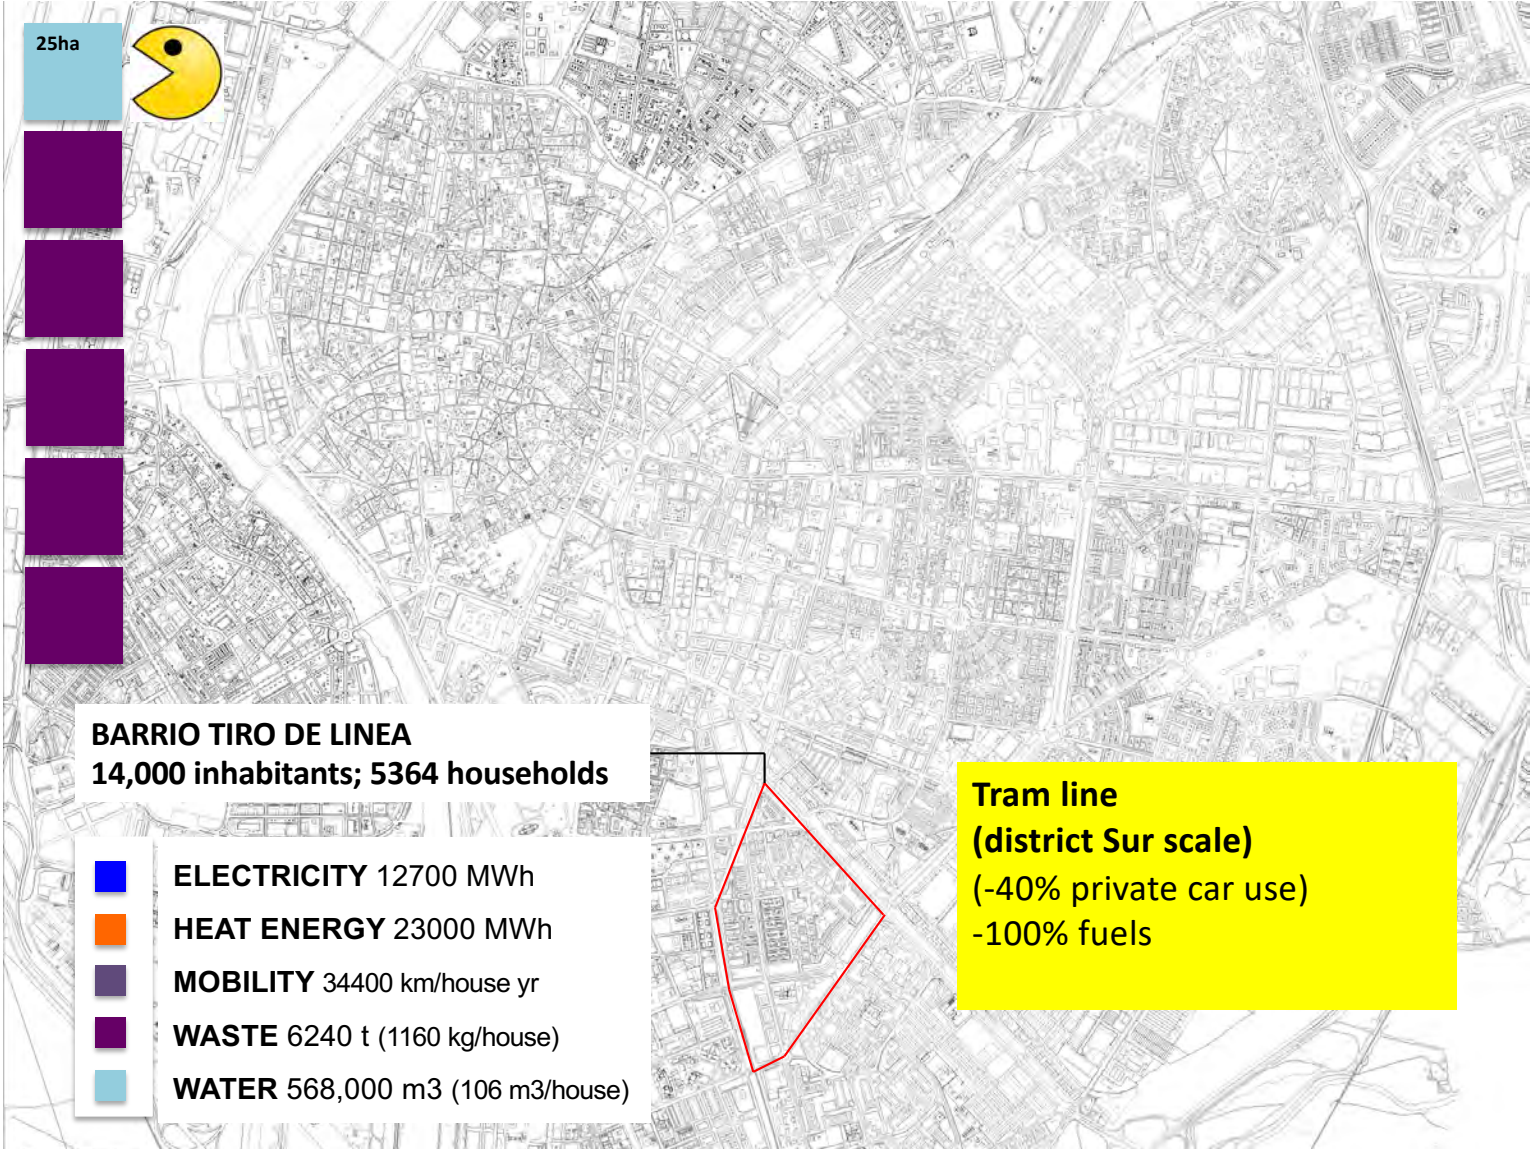 25ha
BARRIO TIRO DE LINEA
14,000 inhabitants; 5364 households
ELECTRICITY 12700 MWh
HEAT ENERGY 23000 MWh
MOBILITY 34400 km/house yr
WASTE 6240 t (1160 kg/house)
WATER 568,000 m3 (106 m3/house)
Tram line
(district Sur scale)
(-40% private car use)
-100% fuels